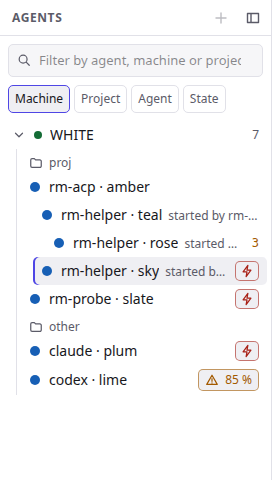 AGENTS
Filter by agent, machine or projec
Machine Project Agent State
WHITE 7
proj
rm-acp · amber
rm-helper · teal started by rm-...
rm-helper · rose started ... 3
rm-helper · sky started b...
rm-probe · slate
other
claude · plum
codex · lime 85 %